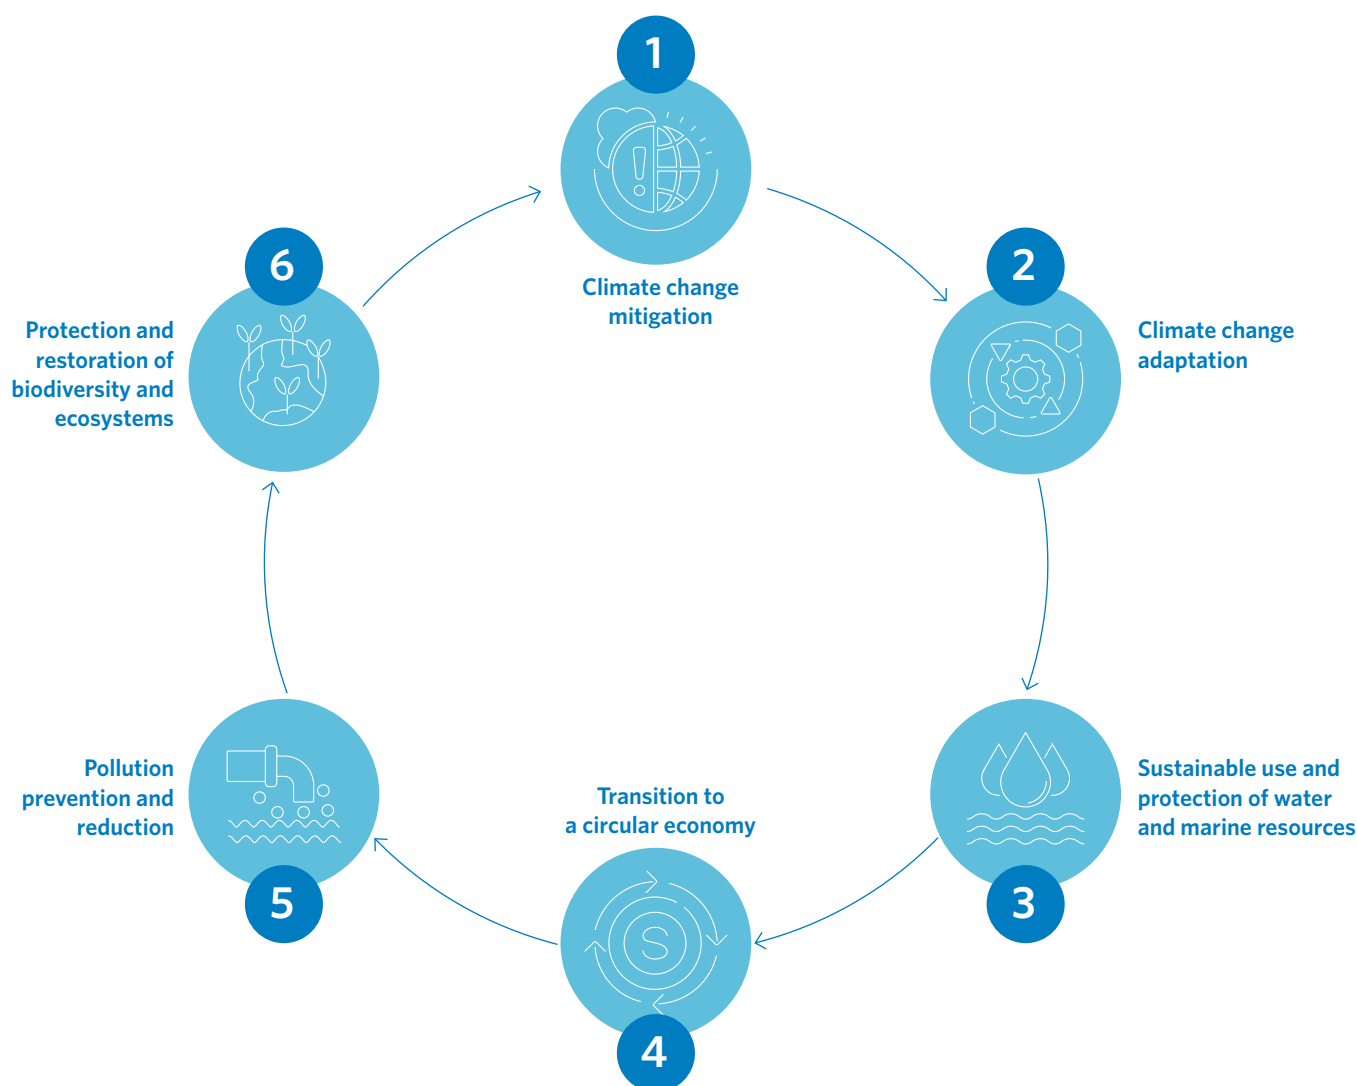 1
Climate change
mitigation
2
Climate change
adaptation
3
Sustainable use and
protection of water
and marine resources
4
Transition to
a circular economy
5
Pollution
prevention and
reduction
6
Protection and
restoration of
biodiversity and
ecosystems